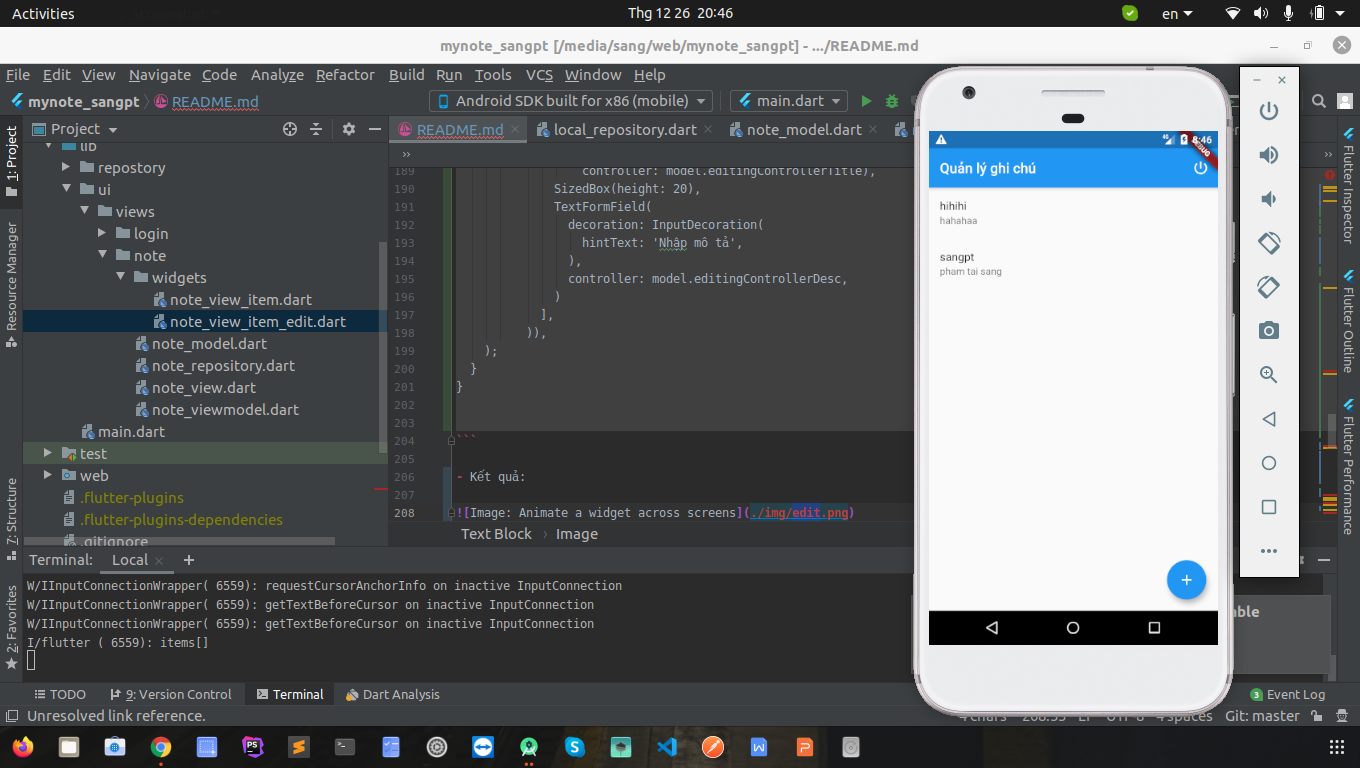 Activities
Thg 12 26 20:46
en
mynote_sangpt [/media/sang/web/mynote_sangpt] - .../README.md
File Edit View Navigate Code Analyze Refactor Build Run Tools VCS Window Help
mynote_sangpt
README.md
Android SDK built for x86 (mobile)
main.dart
1: Project
Resource Manager
7: Structure
2: Favorites
Project
lib
repostory
ui
views
login
note
widgets
note_view_item.dart
note_view_item_edit.dart
note_model.dart
note_repository.dart
note_view.dart
note_viewmodel.dart
main.dart
test
web
.flutter-plugins
.flutter-plugins-dependencies
.gitignore
README.md
local_repository.dart
note_model.dart
189 controller: model.editingControllerTitle),
190 SizedBox(height: 20),
191 TextFormField(
192 decoration: InputDecoration(
193 hintText: 'Nhập mô tả',
194 ),
195 controller: model.editingControllerDesc,
196 )
197 ],
198 )),
199 );
200 }
201 }
202
203
204 ```
205
206 - Kết quả:
207
208 ![Image: Animate a widget across screens](./img/edit.png)
Text Block › Image
Terminal:
Local
W/IInputConnectionWrapper( 6559): requestCursorAnchorInfo on inactive InputConnection
W/IInputConnectionWrapper( 6559): getTextBeforeCursor on inactive InputConnection
W/IInputConnectionWrapper( 6559): getTextBeforeCursor on inactive InputConnection
I/flutter ( 6559): items[]
TODO
9: Version Control
Terminal
Dart Analysis
3 Event Log
Unresolved link reference.
Git: master
8:46
DEBUG
Quản lý ghi chú
hihihi
hahahaa
sangpt
pham tai sang
Flutter Inspector
Flutter Outline
Flutter Performance